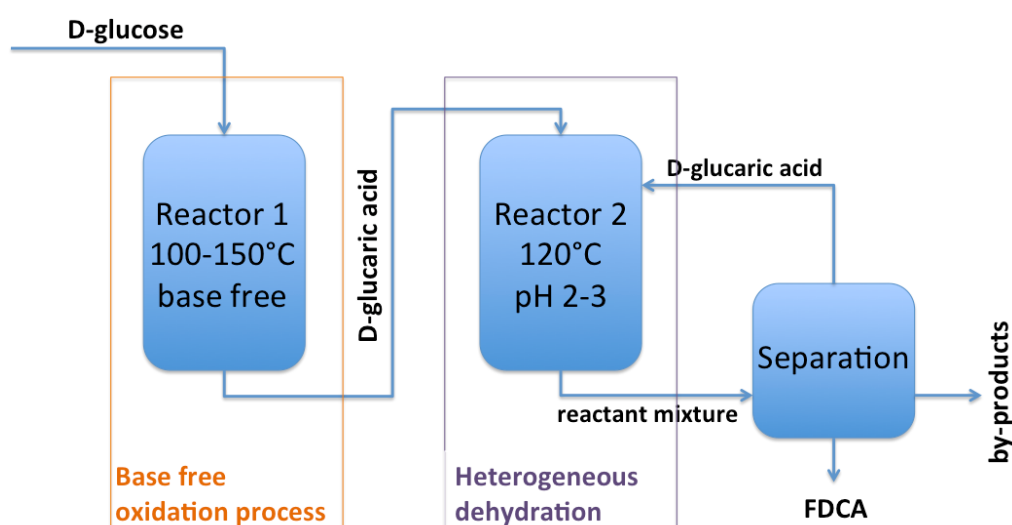 D-glucose
Reactor 1
100-150°C
base free
D-glucaric acid
Reactor 2
120°C
pH 2-3
D-glucaric acid
Separation
reactant mixture
by-products
FDCA
Base free
oxidation process
Heterogeneous
dehydration